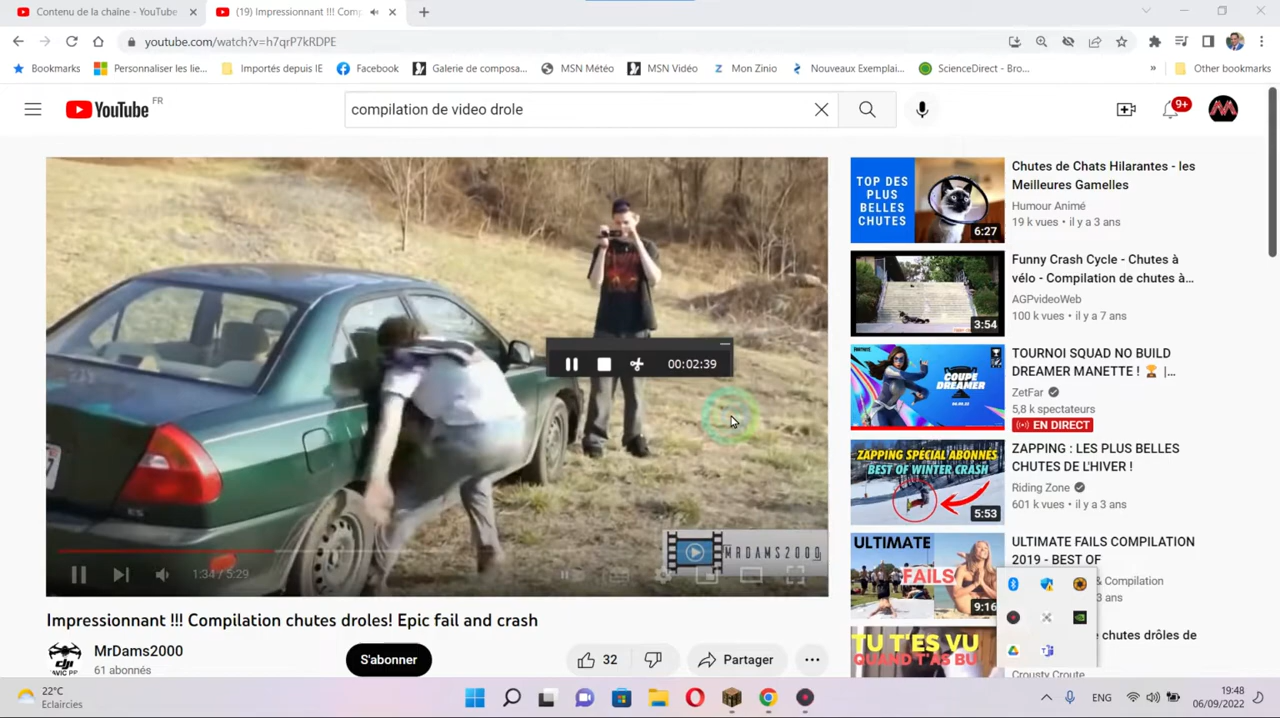 Contenu de la chaîne - YouTube
(19) Impressionnant !!! Comp
youtube.com/watch?v=h7qrP7kRDPE
Bookmarks
Personnaliser les lie...
Importés depuis IE
Facebook
Galerie de composa...
MSN Météo
MSN Vidéo
Mon Zinio
Nouveaux Exemplai...
ScienceDirect - Bro...
»
Other bookmarks
YouTube FR
compilation de video drole
9+
00:02:39
MRDAMS2000
1:34 / 5:29
Impressionnant !!! Compilation chutes droles! Epic fail and crash
MrDams2000
61 abonnés
S'abonner
32
Partager
TOP DES
PLUS
BELLES
CHUTES
6:27
Chutes de Chats Hilarantes - les
Meilleures Gamelles
Humour Animé
19 k vues • il y a 3 ans
3:54
Funny Crash Cycle - Chutes à
vélo - Compilation de chutes à...
AGPvideoWeb
100 k vues • il y a 7 ans
COUPE
DREAMER
TOURNOI SQUAD NO BUILD
DREAMER MANETTE ! 🏆 |...
ZetFar
5,8 k spectateurs
EN DIRECT
ZAPPING SPÉCIAL ABONNÉS
BEST OF WINTER CRASH
5:53
ZAPPING : LES PLUS BELLES
CHUTES DE L'HIVER !
Riding Zone
601 k vues • il y a 3 ans
ULTIMATE
FAILS
9:16
ULTIMATE FAILS COMPILATION
2019 - BEST OF
& Compilation
3 ans
TU T'ES VU
QUAND T'AS BU
e chutes drôles de
Crousty Croute
22°C
Eclaircies
ENG
19:48
06/09/2022